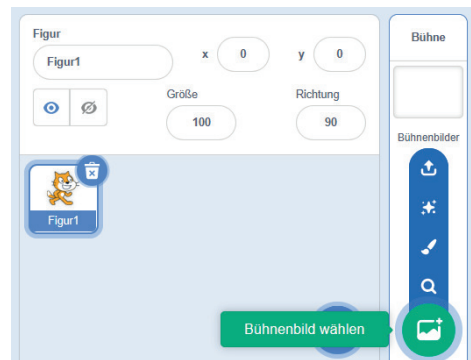 Figur
Figur1
x 0
y 0
Größe
100
Richtung
90
Figur1
Bühne
Bühnenbilder
Bühnenbild wählen